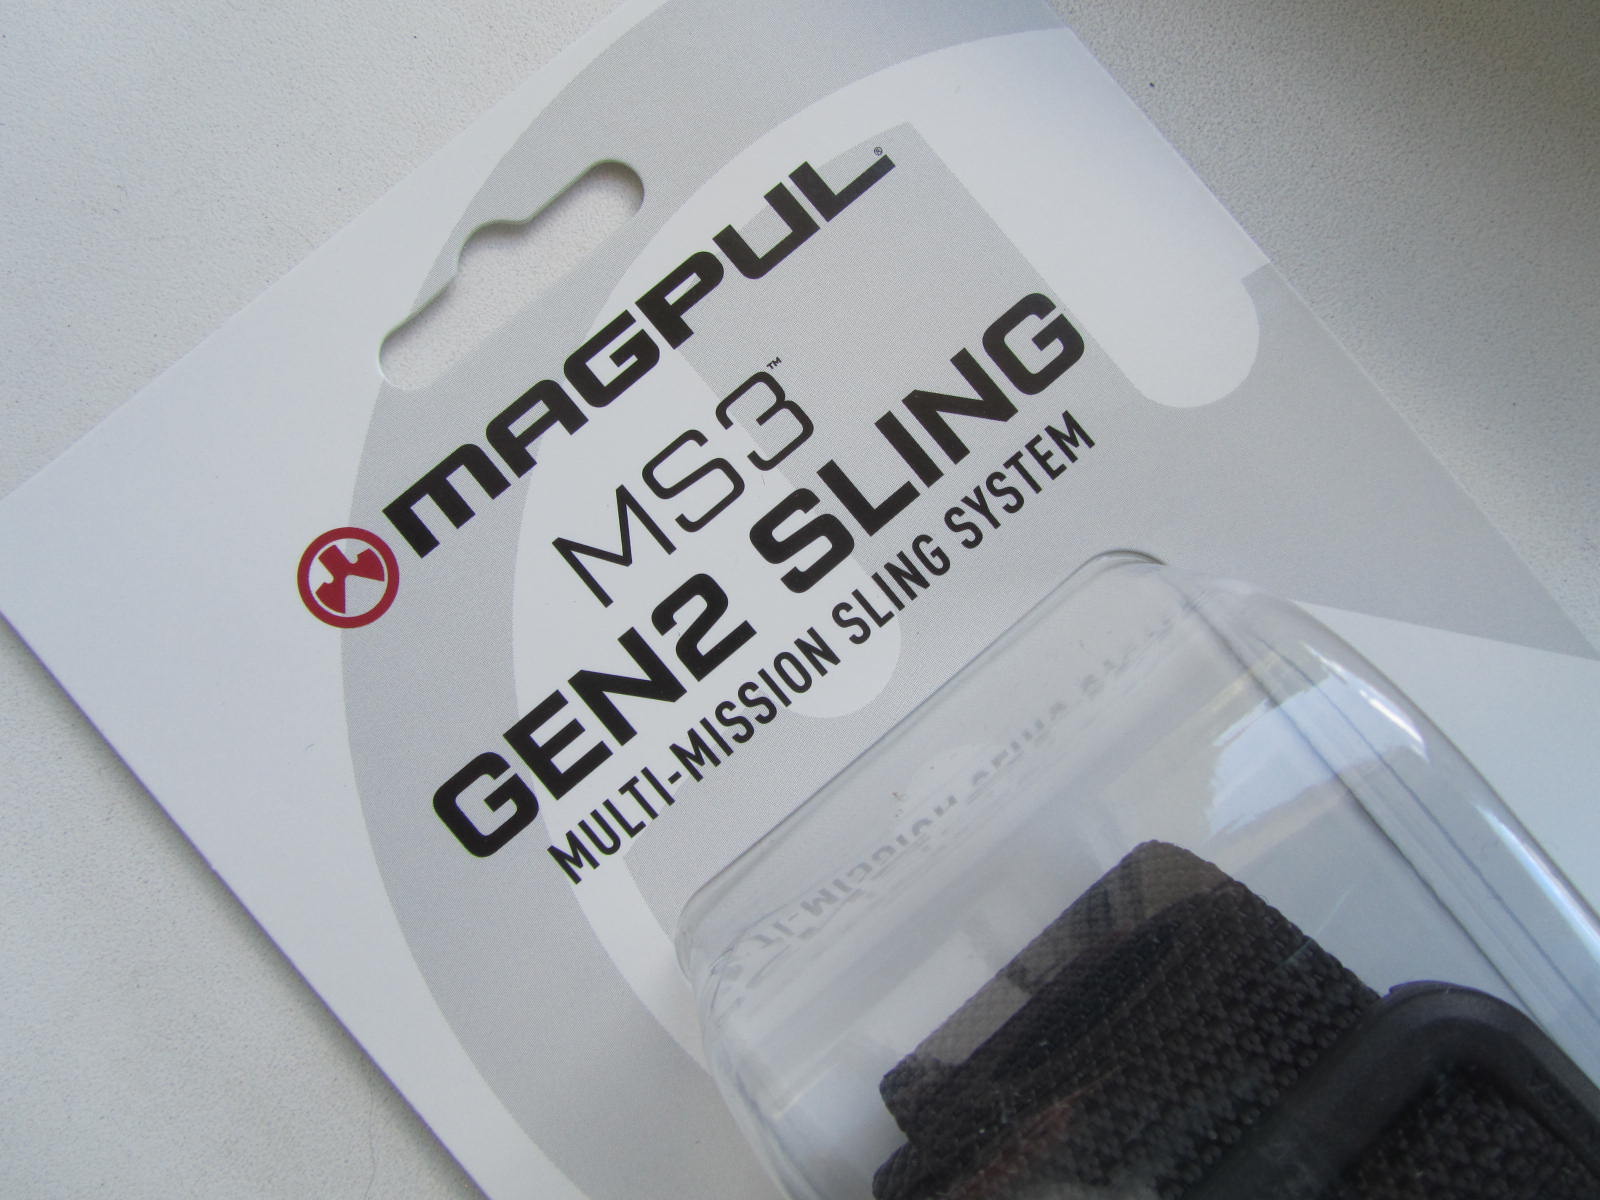 MAGPUL®
MS3™
GEN2 SLING
MULTI-MISSION SLING SYSTEM